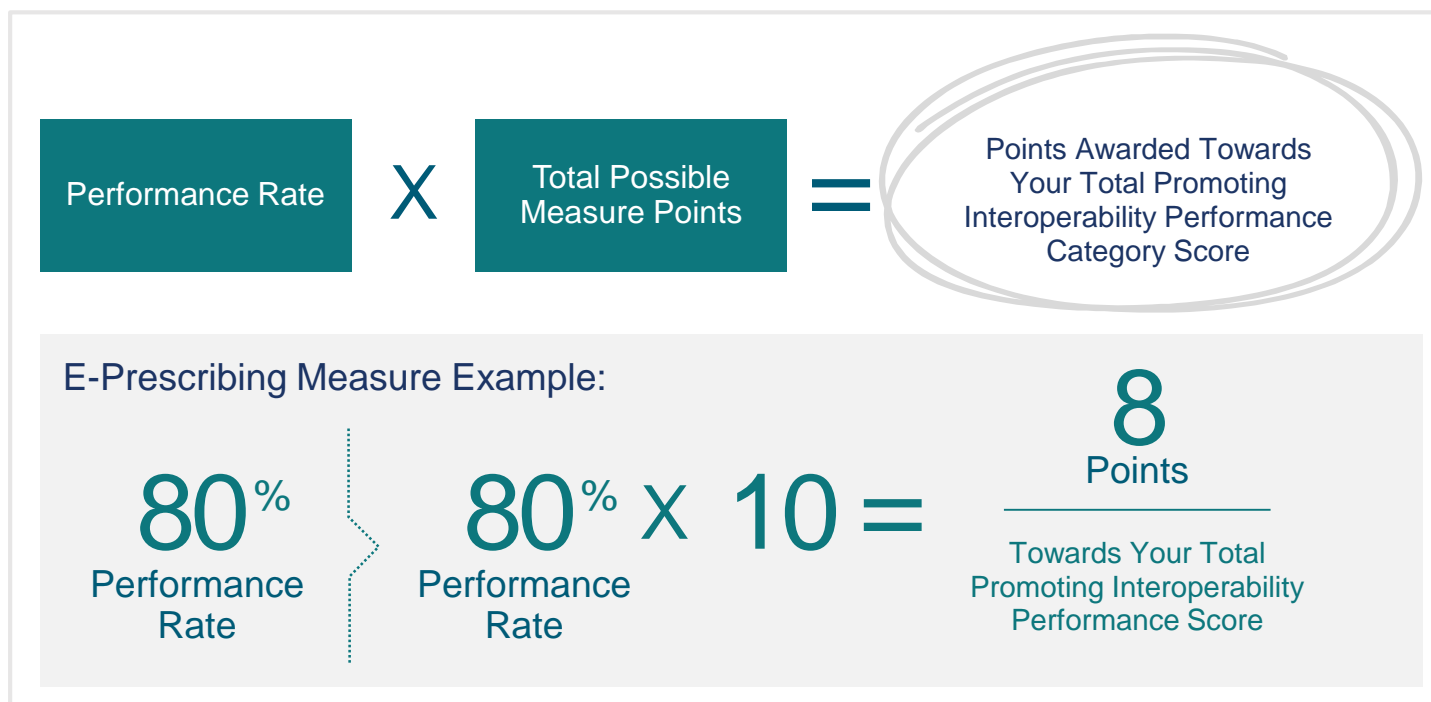 Performance Rate
X
Total Possible
Measure Points
=
Points Awarded Towards
Your Total Promoting
Interoperability Performance
Category Score
E-Prescribing Measure Example:
80%
Performance
Rate
80% X 10 =
Performance
Rate
8
Points
Towards Your Total
Promoting Interoperability
Performance Score